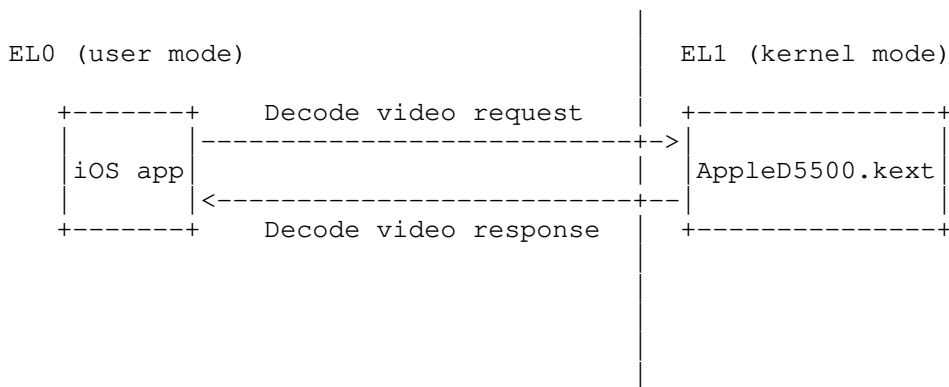 EL0 (user mode)
EL1 (kernel mode)
Decode video request
iOS app
AppleD5500.kext
Decode video response